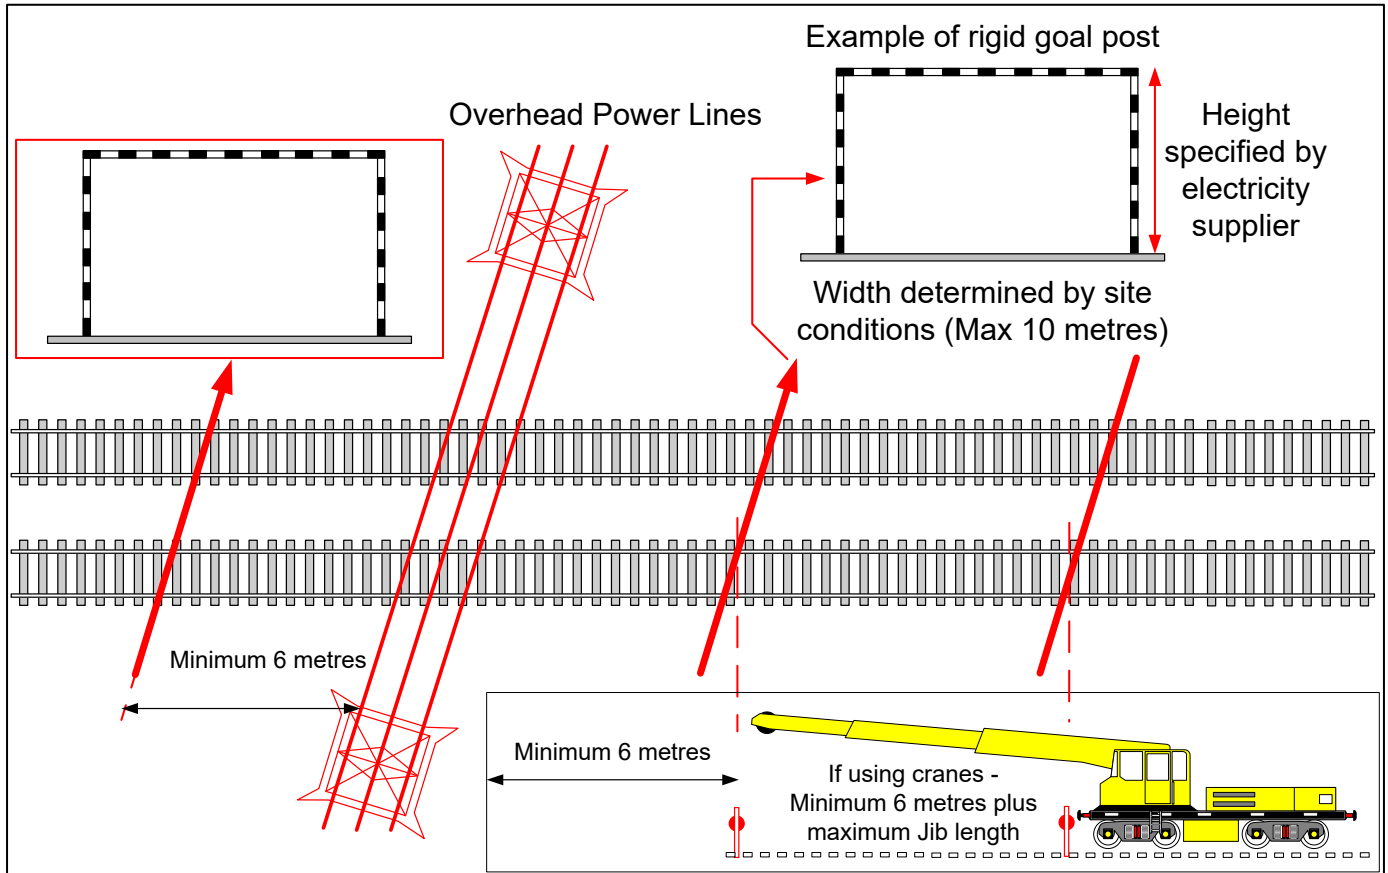 Example of rigid goal post
Overhead Power Lines
Height
specified by
electricity
supplier
Width determined by site
conditions (Max 10 metres)
Minimum 6 metres
Minimum 6 metres
If using cranes -
Minimum 6 metres plus
maximum Jib length